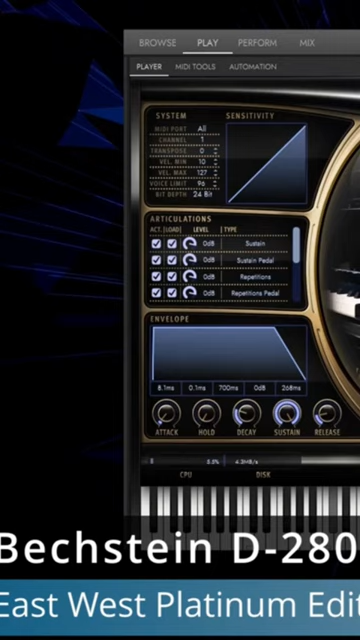 BROWSE PLAY PERFORM MIX
PLAYER MIDI TOOLS AUTOMATION
SYSTEM SENSITIVITY
MIDI PORT All
CHANNEL 1
TRANSPOSE 0
VEL. MIN 10
VEL. MAX 127
VOICE LIMIT 96
BIT DEPTH 24 Bit
ARTICULATIONS
ACT. | LOAD | LEVEL | TYPE
0dB Sustain
0dB Sustain Pedal
0dB Repetitions
0dB Repetitions Pedal
ENVELOPE
8.1ms 0.1ms 700ms 0dB 268ms
ATTACK HOLD DECAY SUSTAIN RELEASE
CPU DISK
Bechstein D-280
East West Platinum Edit